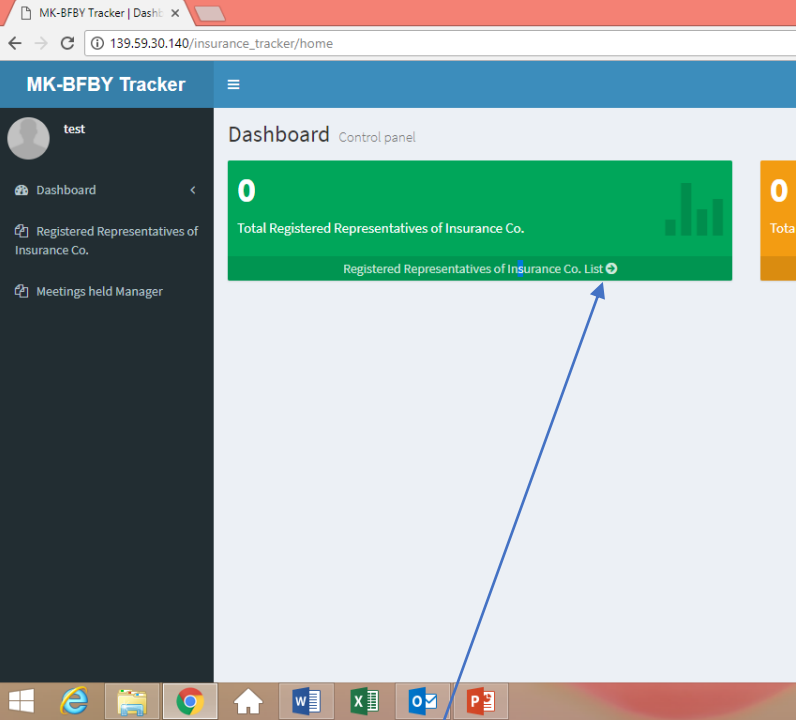 MK-BFBY Tracker | Dashb
139.59.30.140/insurance_tracker/home
MK-BFBY Tracker
test
Dashboard Control panel
Dashboard
Registered Representatives of
Insurance Co.
Meetings held Manager
0
Total Registered Representatives of Insurance Co.
Registered Representatives of Insurance Co. List
0
Tota